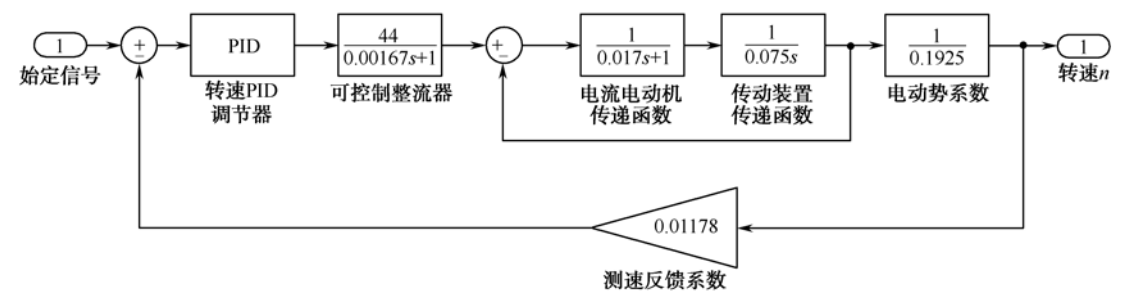 1
始定信号
+
−
PID
转速PID
调节器
44
0.00167s+1
可控制整流器
+
−
1
0.017s+1
电流电动机
传递函数
1
0.075s
传动装置
传递函数
1
0.1925
电动势系数
1
转速n
0.01178
测速反馈系数